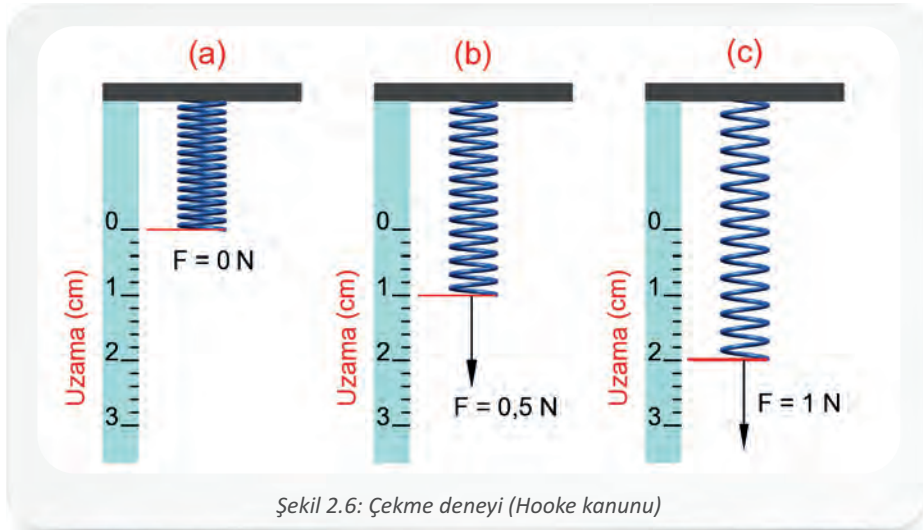 (a)
(b)
(c)
Uzama (cm)
0
1
2
3
F = 0 N
Uzama (cm)
0
1
2
3
F = 0,5 N
Uzama (cm)
0
1
2
3
F = 1 N
Şekil 2.6: Çekme deneyi (Hooke kanunu)